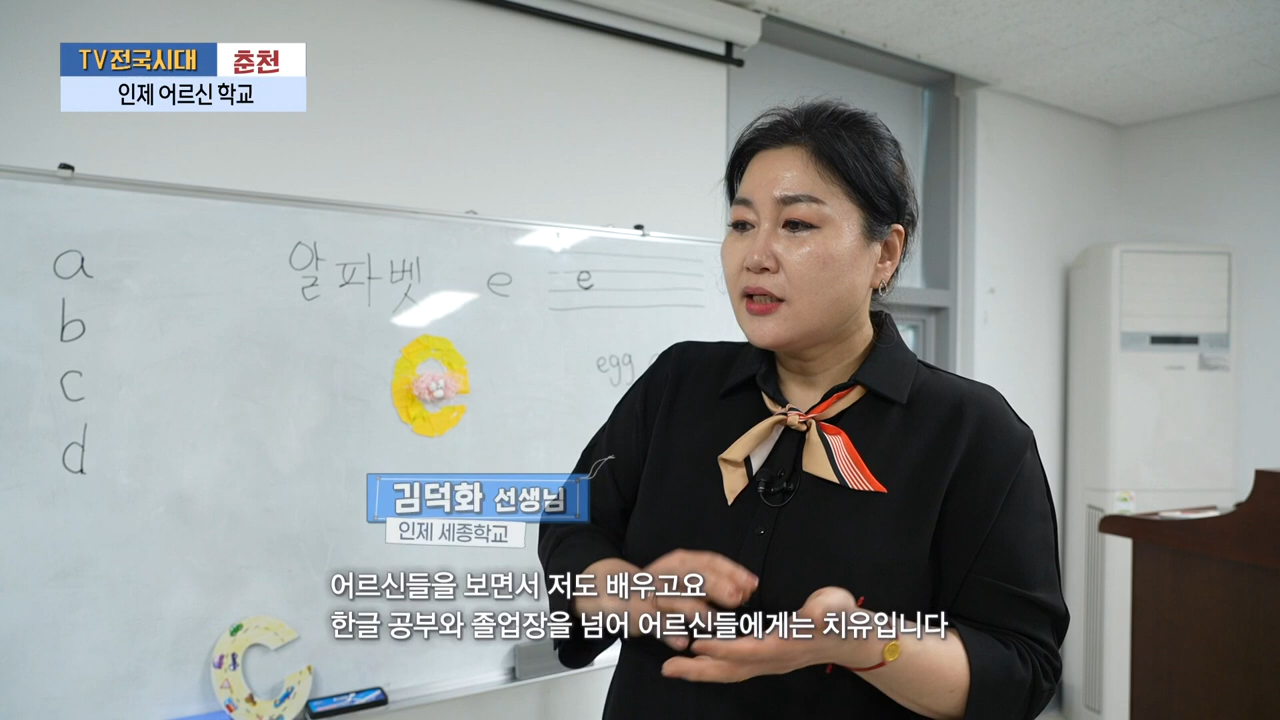 TV전국시대 춘천
인제 어르신 학교
a
b
c
d
알파벳 e e
egg
김덕화 선생님
인제 세종학교
어르신들을 보면서 저도 배우고요
한글 공부와 졸업장을 넘어 어르신들에게는 치유입니다